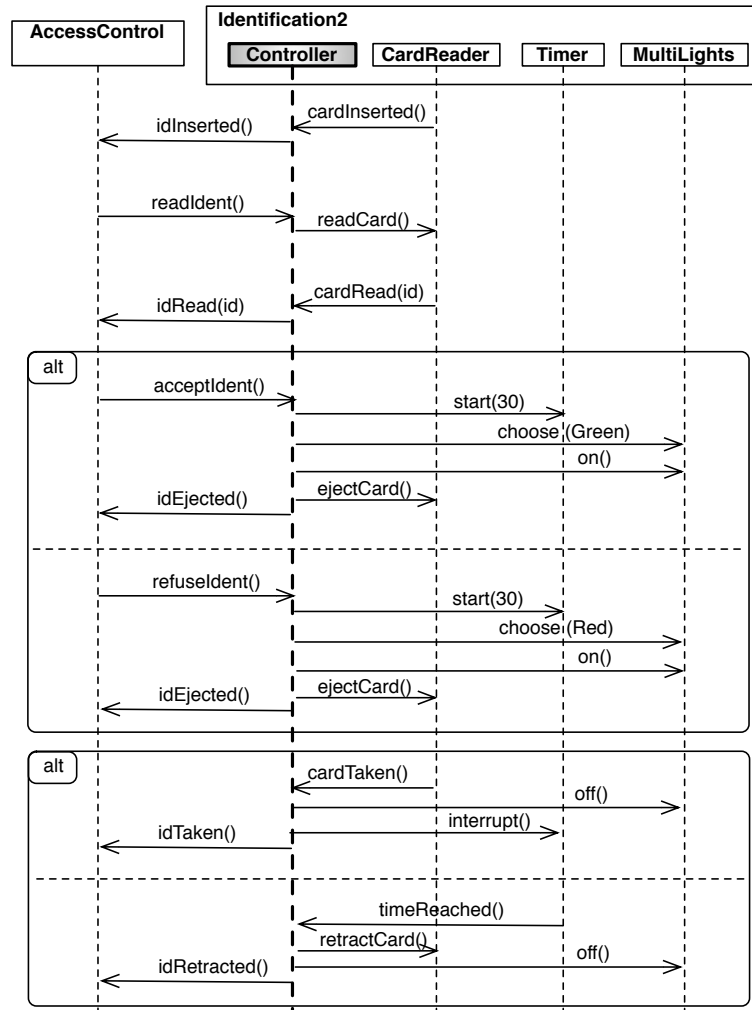 Identification2
AccessControl
Controller CardReader Timer MultiLights
cardInserted()
idInserted()
readIdent()
readCard()
cardRead(id)
idRead(id)
alt
acceptIdent()
start(30)
choose (Green)
on()
ejectCard()
idEjected()
refuseIdent()
start(30)
choose (Red)
on()
ejectCard()
idEjected()
alt
cardTaken()
off()
interrupt()
idTaken()
timeReached()
retractCard()
off()
idRetracted()